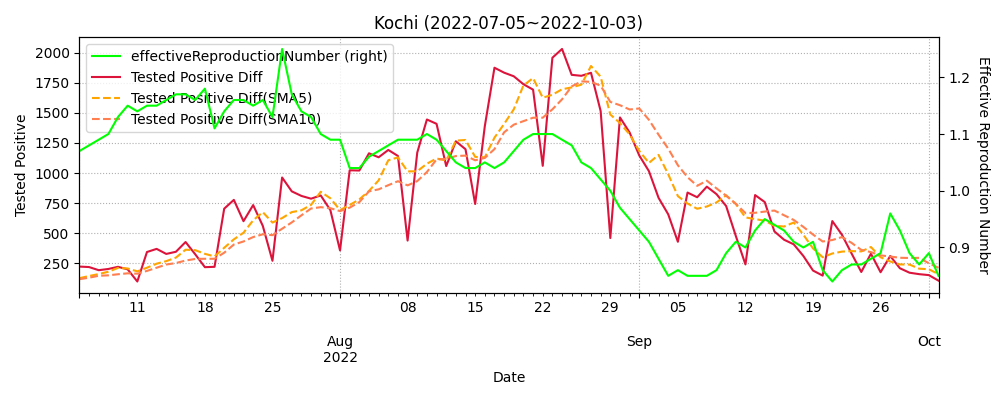 Kochi (2022-07-05~2022-10-03)
effectiveReproductionNumber (right)
Tested Positive Diff
Tested Positive Diff(SMA5)
Tested Positive Diff(SMA10)
Tested Positive
2000
1750
1500
1250
1000
750
500
250
1.2
1.1
1.0
0.9
Effective Reproduction Number
11 18 25 08 15 22 29 05 12 19 26
Aug Sep Oct
2022
Date